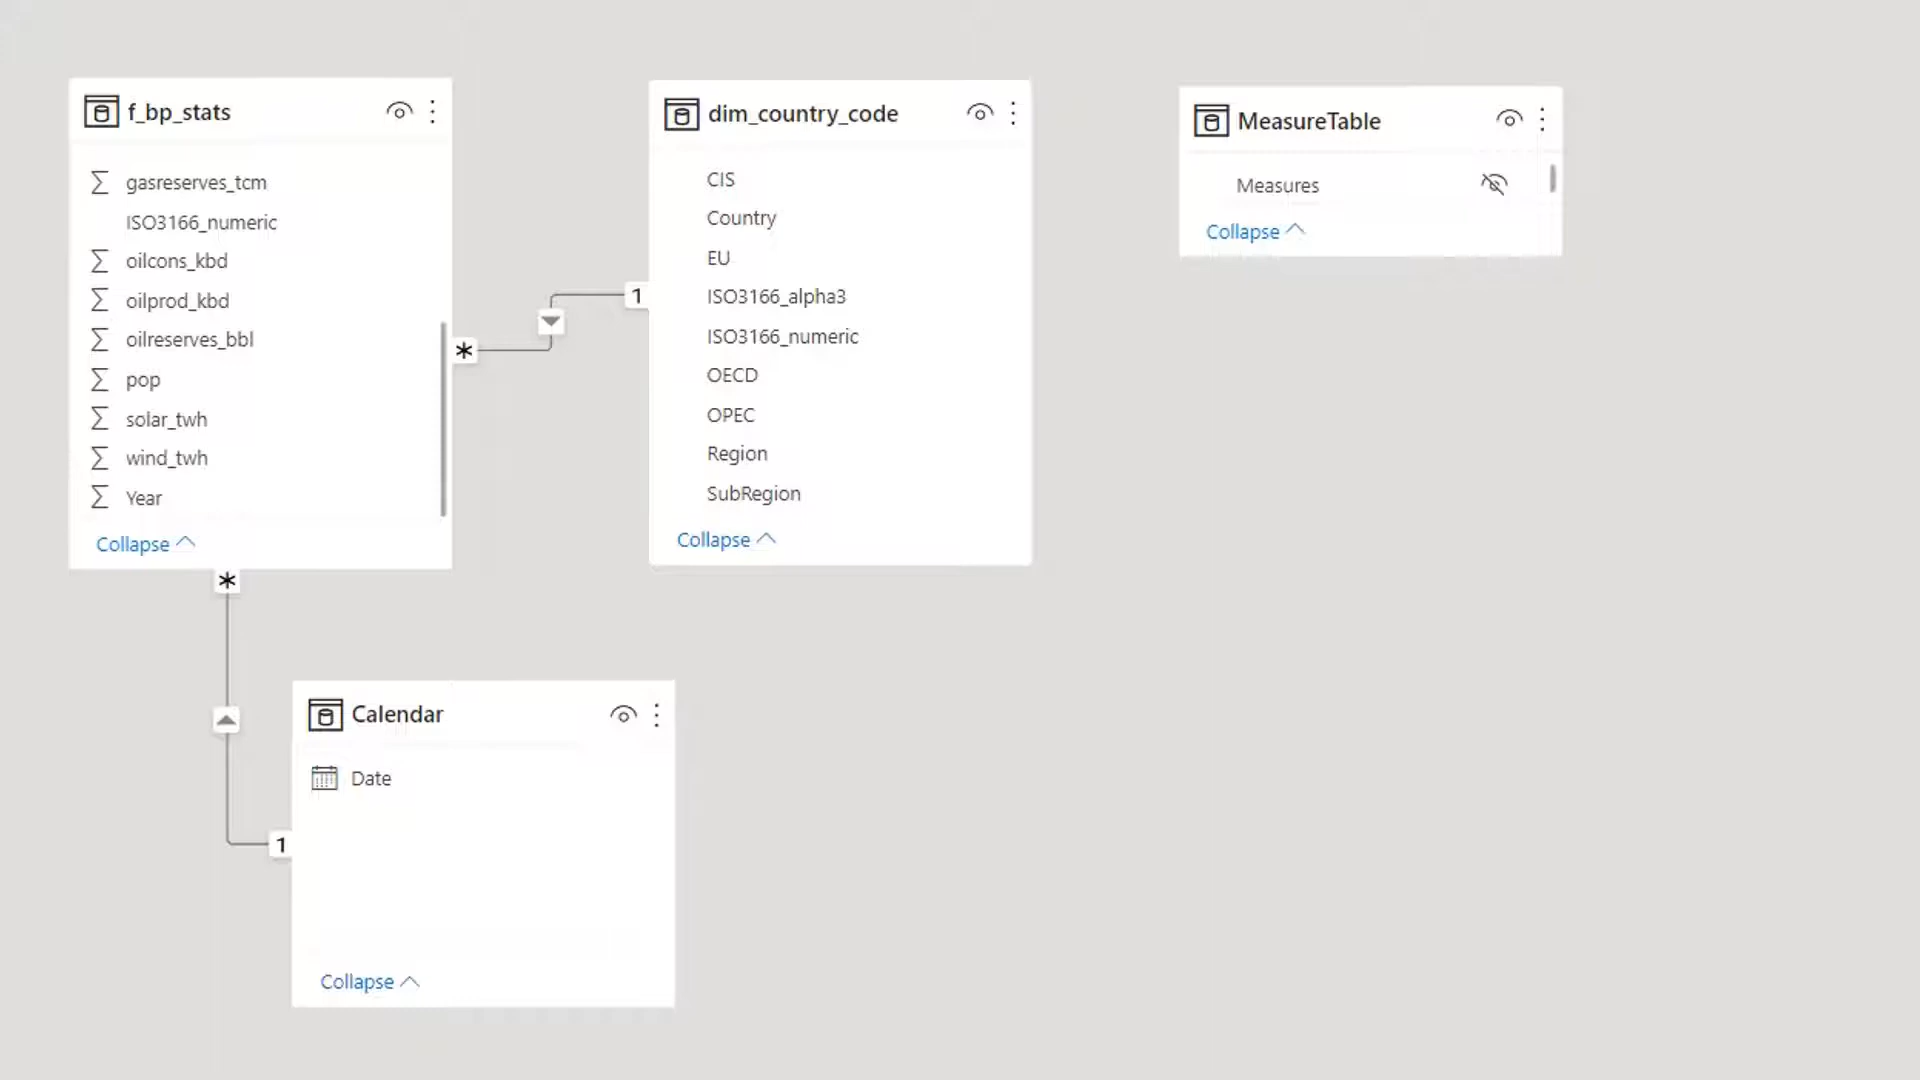 f_bp_stats
gasreserves_tcm
ISO3166_numeric
oilcons_kbd
oilprod_kbd
oilreserves_bbl
pop
solar_twh
wind_twh
Year
Collapse
*
1
dim_country_code
CIS
Country
EU
ISO3166_alpha3
ISO3166_numeric
OECD
OPEC
Region
SubRegion
Collapse
MeasureTable
Measures
Collapse
*
1
Calendar
Date
Collapse